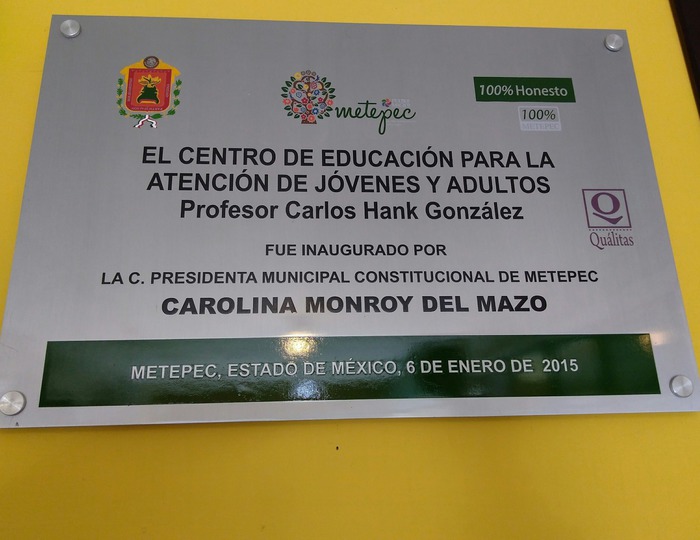 metepec
100% Honesto
100%
METEPEC
EL CENTRO DE EDUCACIÓN PARA LA
ATENCIÓN DE JÓVENES Y ADULTOS
Profesor Carlos Hank González
Q
Quálitas
FUE INAUGURADO POR
LA C. PRESIDENTA MUNICIPAL CONSTITUCIONAL DE METEPEC
CAROLINA MONROY DEL MAZO
METEPEC, ESTADO DE MÉXICO, 6 DE ENERO DE 2015